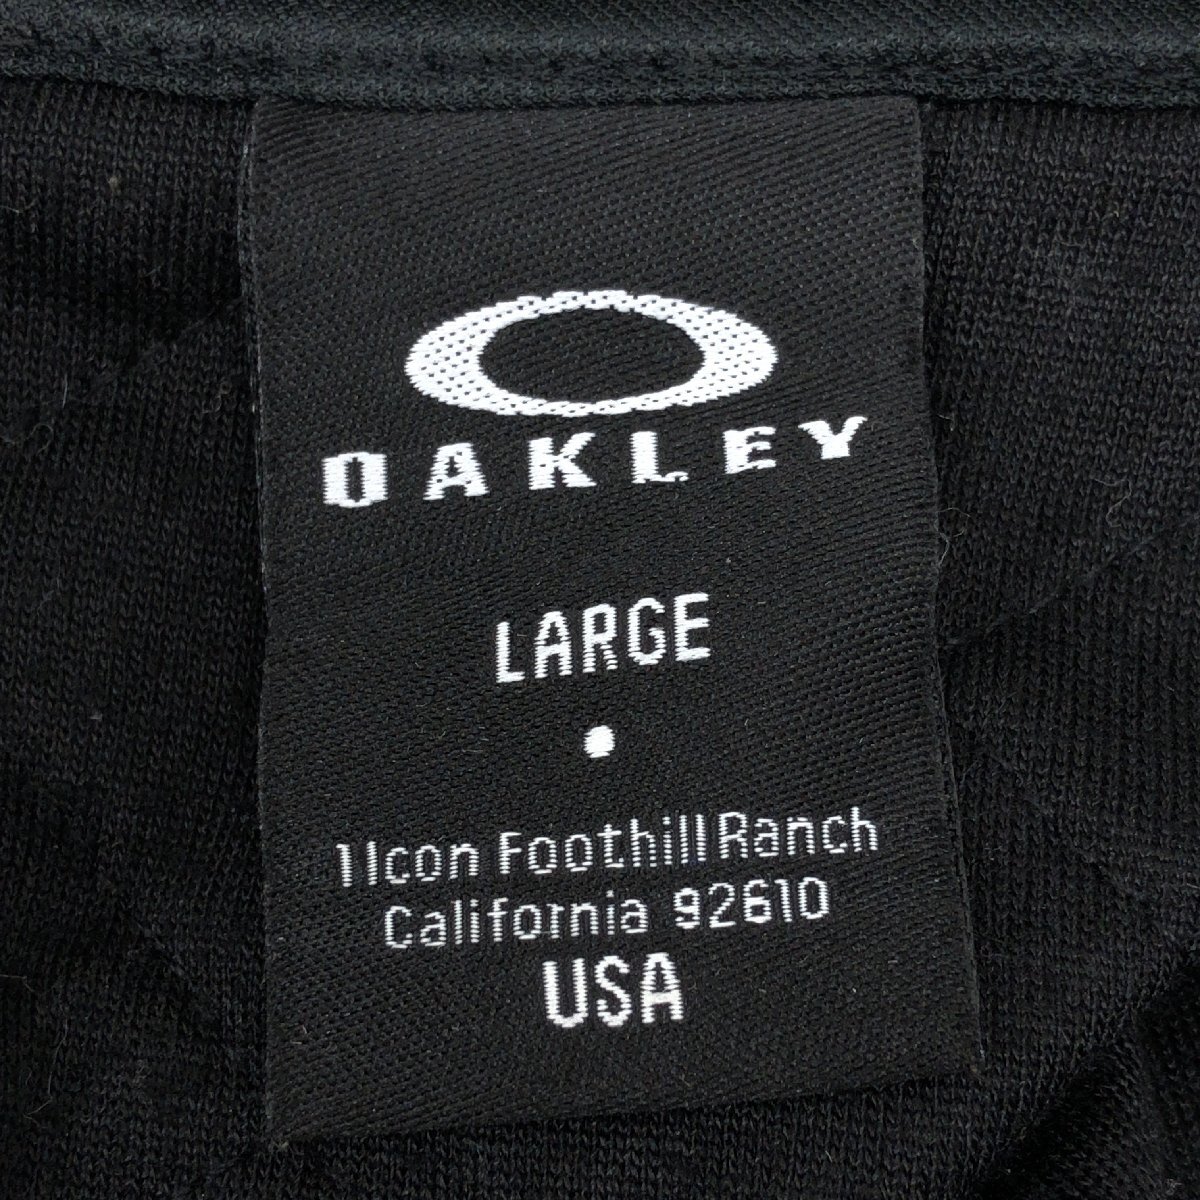 OAKLEY
LARGE
1 Icon Foothill Ranch
California 92610
USA